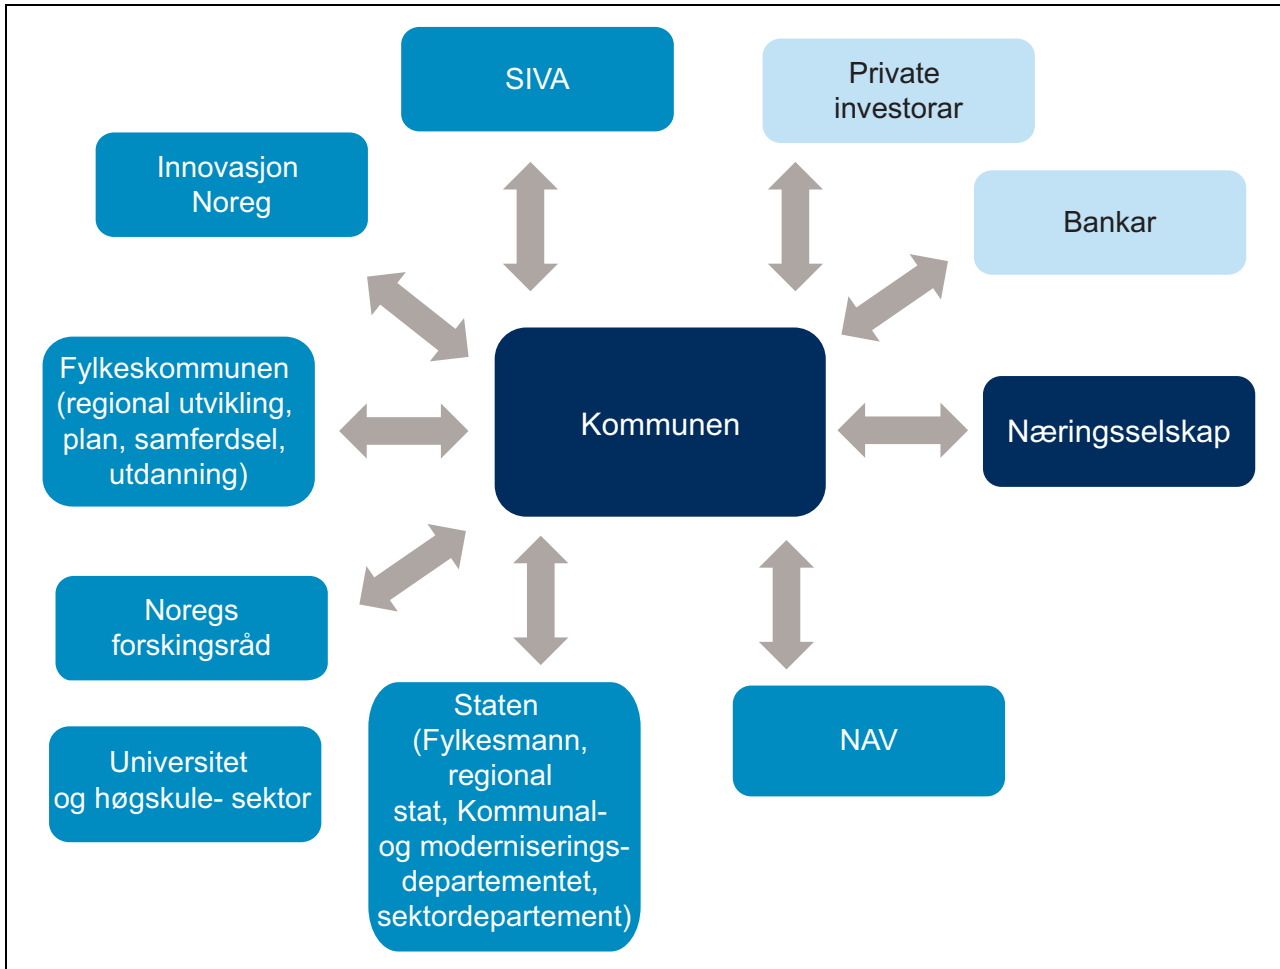 SIVA
Private
investorar
Innovasjon
Noreg
Bankar
Fylkeskommunen
(regional utvikling,
plan, samferdsel,
utdanning)
Kommunen
Næringsselskap
Noregs
forskingsråd
Universitet
og høgskule- sektor
Staten
(Fylkesmann,
regional
stat, Kommunal-
og moderniserings-
departementet,
sektordepartement)
NAV